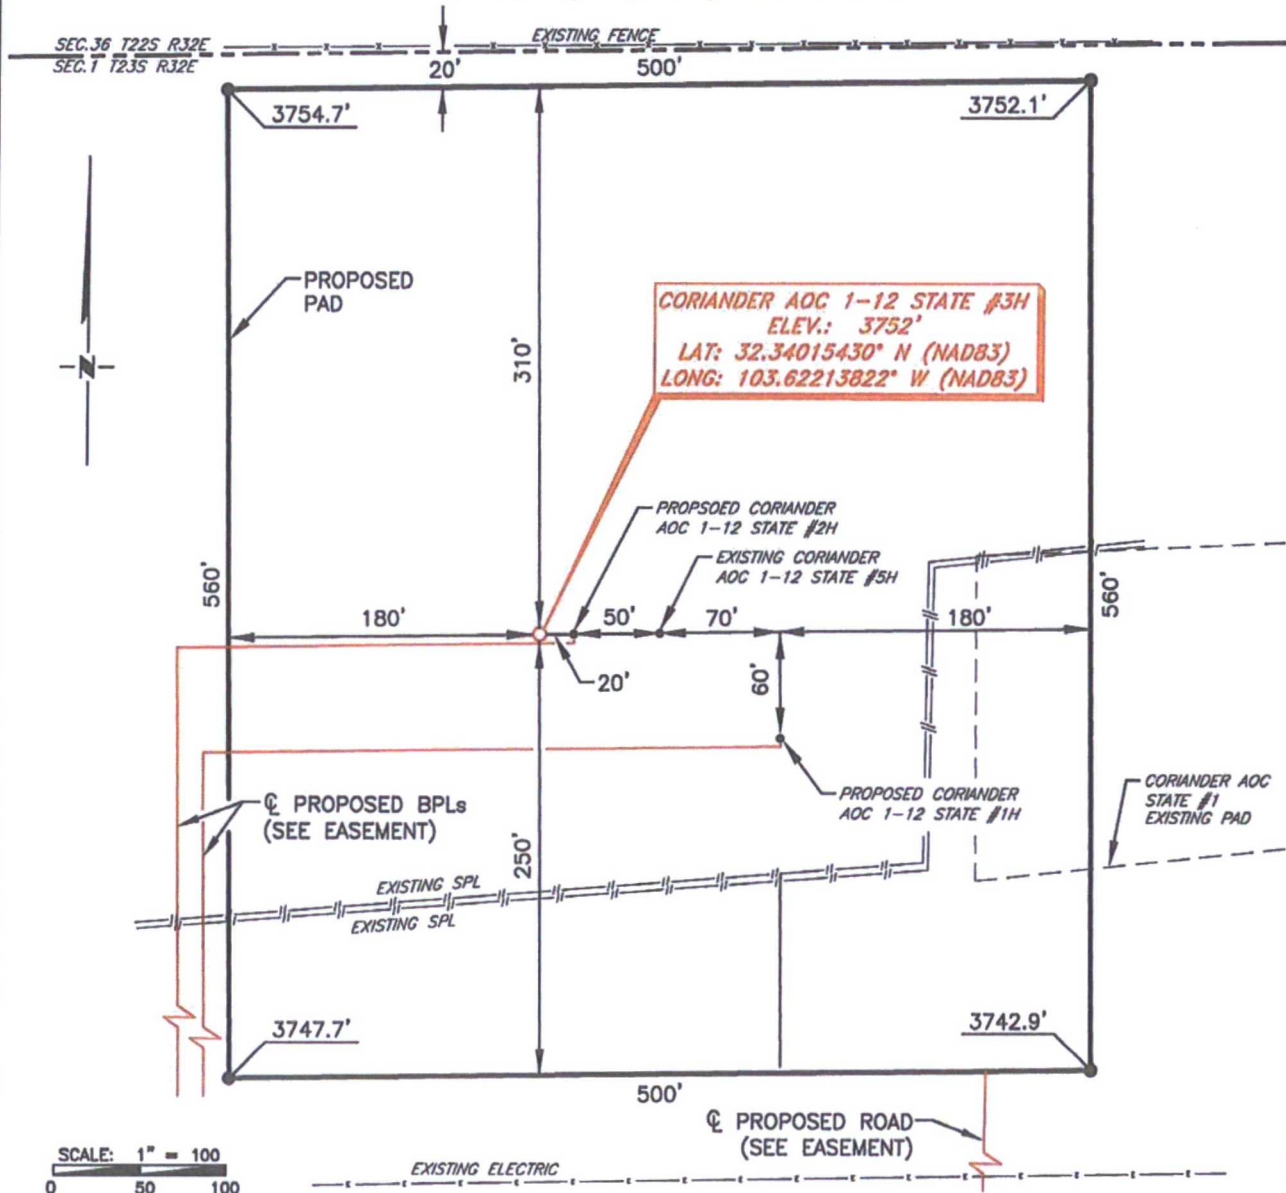 SEC.36 T22S R32E
SEC.1 T23S R32E
EXISTING FENCE
20'
500'
3754.7'
3752.1'
PROPOSED
PAD
N
310'
CORIANDER AOC 1-12 STATE #3H
ELEV.: 3752'
LAT: 32.34015430° N (NAD83)
LONG: 103.62213822° W (NAD83)
PROPSOED CORIANDER
AOC 1-12 STATE #2H
EXISTING CORIANDER
AOC 1-12 STATE #5H
560'
560'
180'
50'
70'
180'
20'
60'
℄ PROPOSED BPLs
(SEE EASEMENT)
250'
PROPOSED CORIANDER
AOC 1-12 STATE #1H
CORIANDER AOC
STATE #1
EXISTING PAD
EXISTING SPL
EXISTING SPL
3747.7'
3742.9'
500'
℄ PROPOSED ROAD
(SEE EASEMENT)
SCALE: 1" = 100
0 50 100
EXISTING ELECTRIC